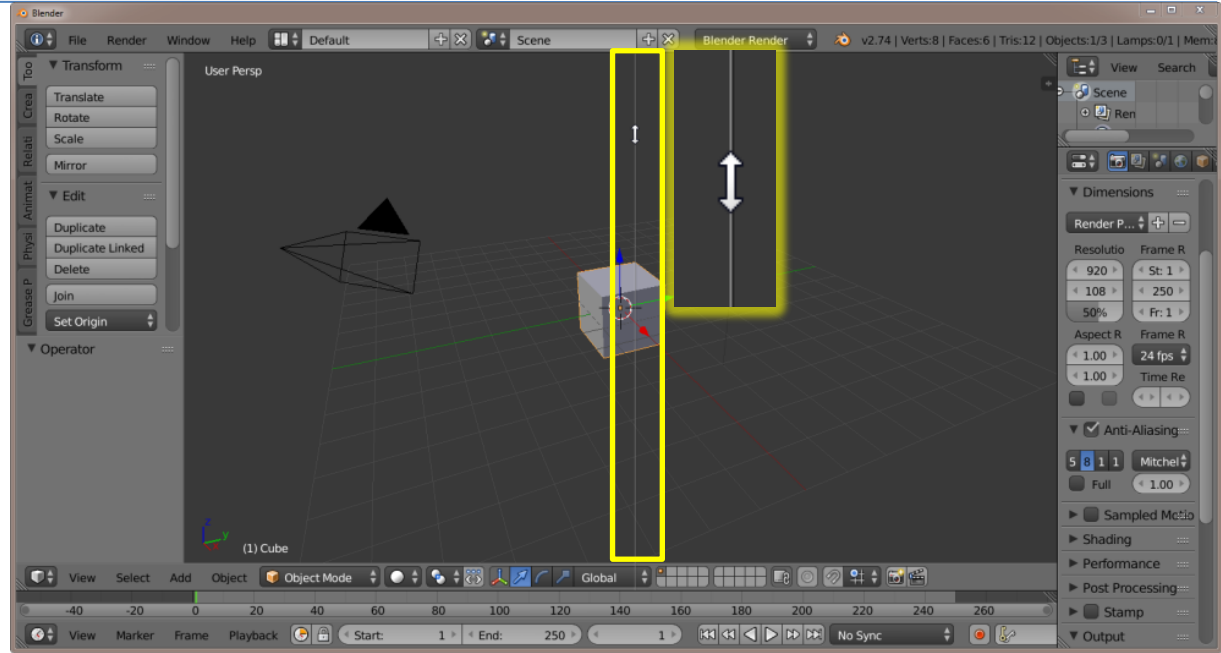 Blender
File Render Window Help Default Scene Blender Render v2.74 | Verts:8 | Faces:6 | Tris:12 | Objects:1/3 | Lamps:0/1 | Mem:
Too
Crea
Relati
Animat
Physi
Grease P
Transform
Translate
Rotate
Scale
Mirror
Edit
Duplicate
Duplicate Linked
Delete
Join
Set Origin
Operator
User Persp
z
y
(1) Cube
View Search
Scene
Ren
Dimensions
Render P...
Resolutio Frame R
920 St: 1
108 250
50% Fr: 1
Aspect R Frame R
1.00 24 fps
1.00 Time Re
Anti-Aliasing
5 8 1 1 Mitchel
Full 1.00
Sampled Motio
Shading
Performance
Post Processing
Stamp
Output
View Select Add Object Object Mode Global
-40 -20 0 20 40 60 80 100 120 140 160 180 200 220 240 260
View Marker Frame Playback Start: 1 End: 250 1 No Sync